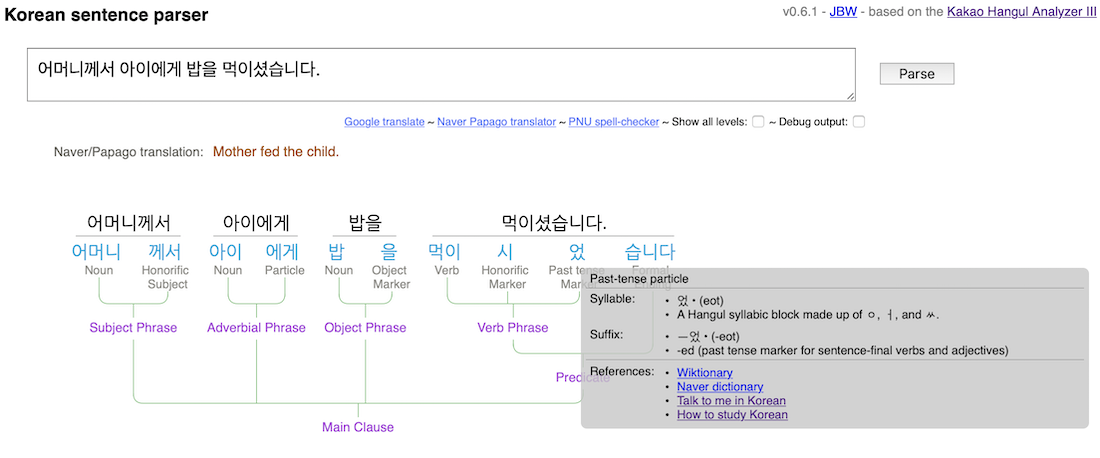 Korean sentence parser
v0.6.1 - JBW - based on the Kakao Hangul Analyzer III
어머니께서 아이에게 밥을 먹이셨습니다.
Parse
Google translate ~ Naver Papago translator ~ PNU spell-checker ~ Show all levels: ~ Debug output:
Naver/Papago translation: Mother fed the child.
어머니께서 아이에게 밥을 먹이셨습니다.
어머니 께서 아이 에게 밥 을 먹이 시 었 습니다
Noun Honorific Subject Noun Particle Noun Object Marker Verb Honorific Marker Past tense Marker Formal Ending
Subject Phrase Adverbial Phrase Object Phrase Verb Phrase
Predicate
Main Clause
Past-tense particle
Syllable: • 었 • (eot)
• A Hangul syllabic block made up of ㅇ, ㅓ, and ㅆ.
Suffix: • —었 • (-eot)
• -ed (past tense marker for sentence-final verbs and adjectives)
References: • Wiktionary
• Naver dictionary
• Talk to me in Korean
• How to study Korean